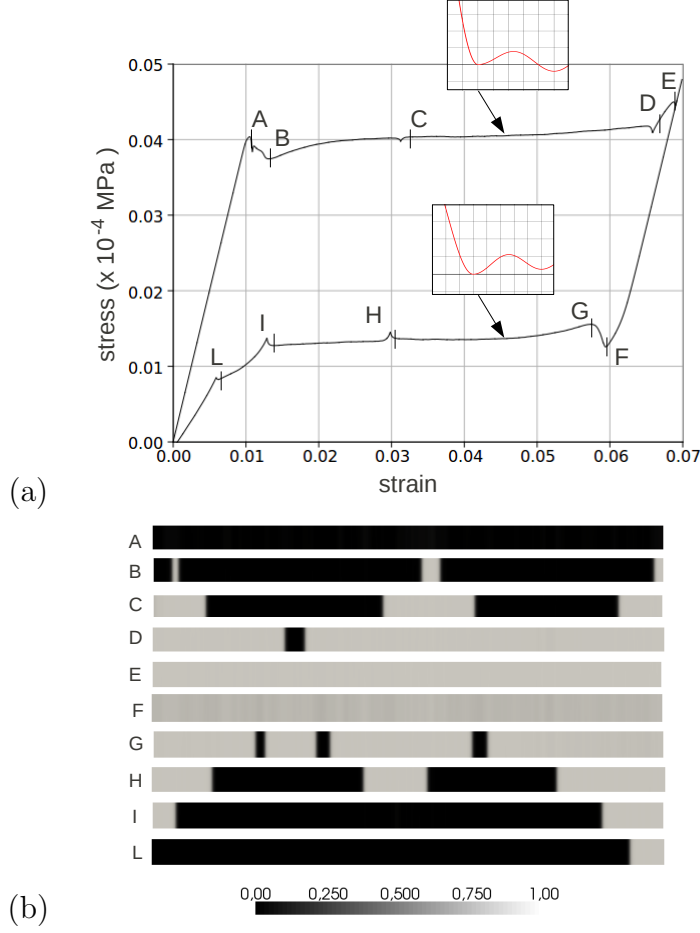 0.05
E
D
A
C
0.04
B
stress (x 10-4 MPa )
0.03
0.02
G
H
I
L
F
0.01
0.00
0.00 0.01 0.02 0.03 0.04 0.05 0.06 0.07
strain
(a)
A
B
C
D
E
F
G
H
I
L
0,00 0,250 0,500 0,750 1,00
(b)